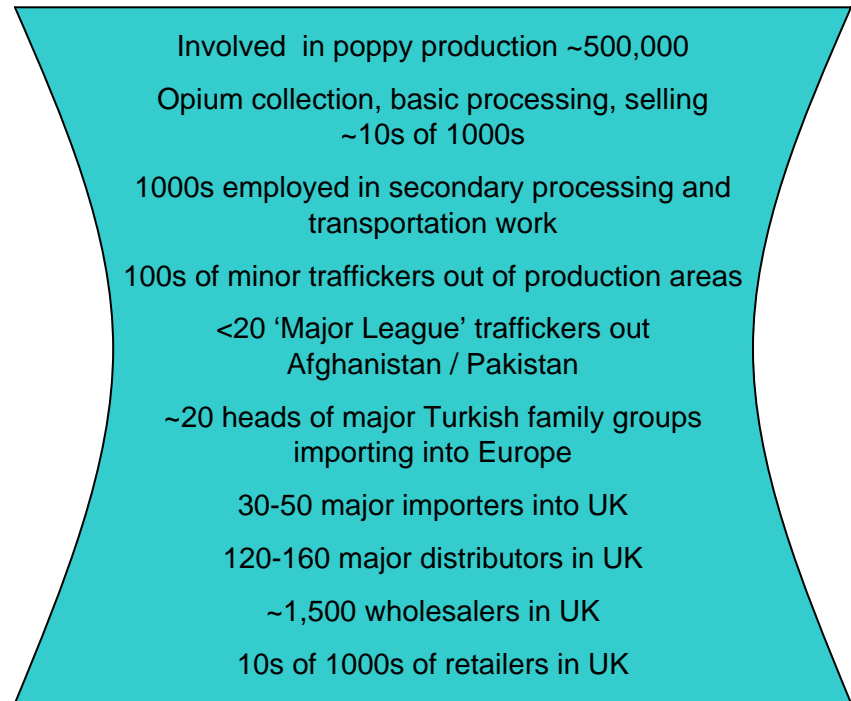 Involved in poppy production ~500,000
Opium collection, basic processing, selling
~10s of 1000s
1000s employed in secondary processing and
transportation work
100s of minor traffickers out of production areas
<20 ‘Major League’ traffickers out
Afghanistan / Pakistan
~20 heads of major Turkish family groups
importing into Europe
30-50 major importers into UK
120-160 major distributors in UK
~1,500 wholesalers in UK
10s of 1000s of retailers in UK